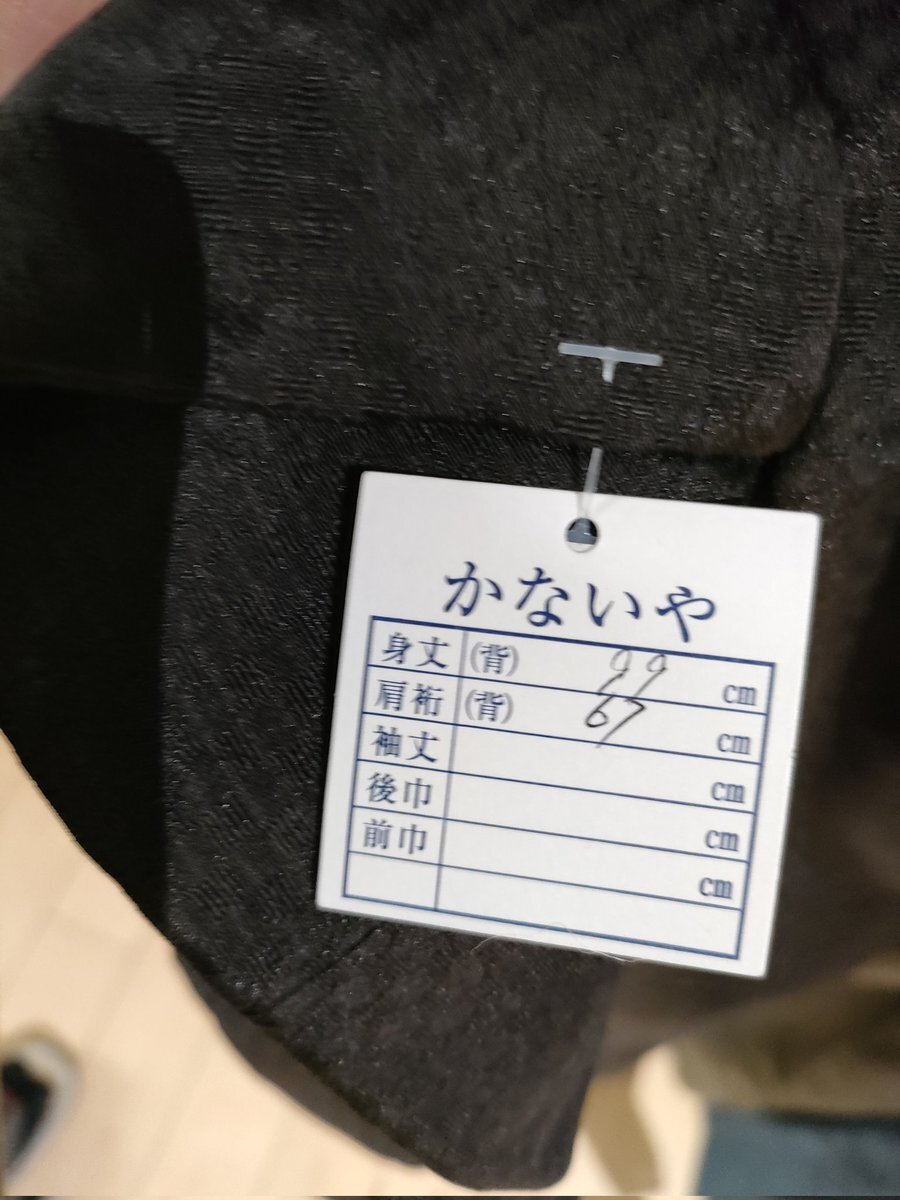 かないや
身丈 (背) 99 cm
肩裄 (背) 67 cm
袖丈 cm
後巾 cm
前巾 cm